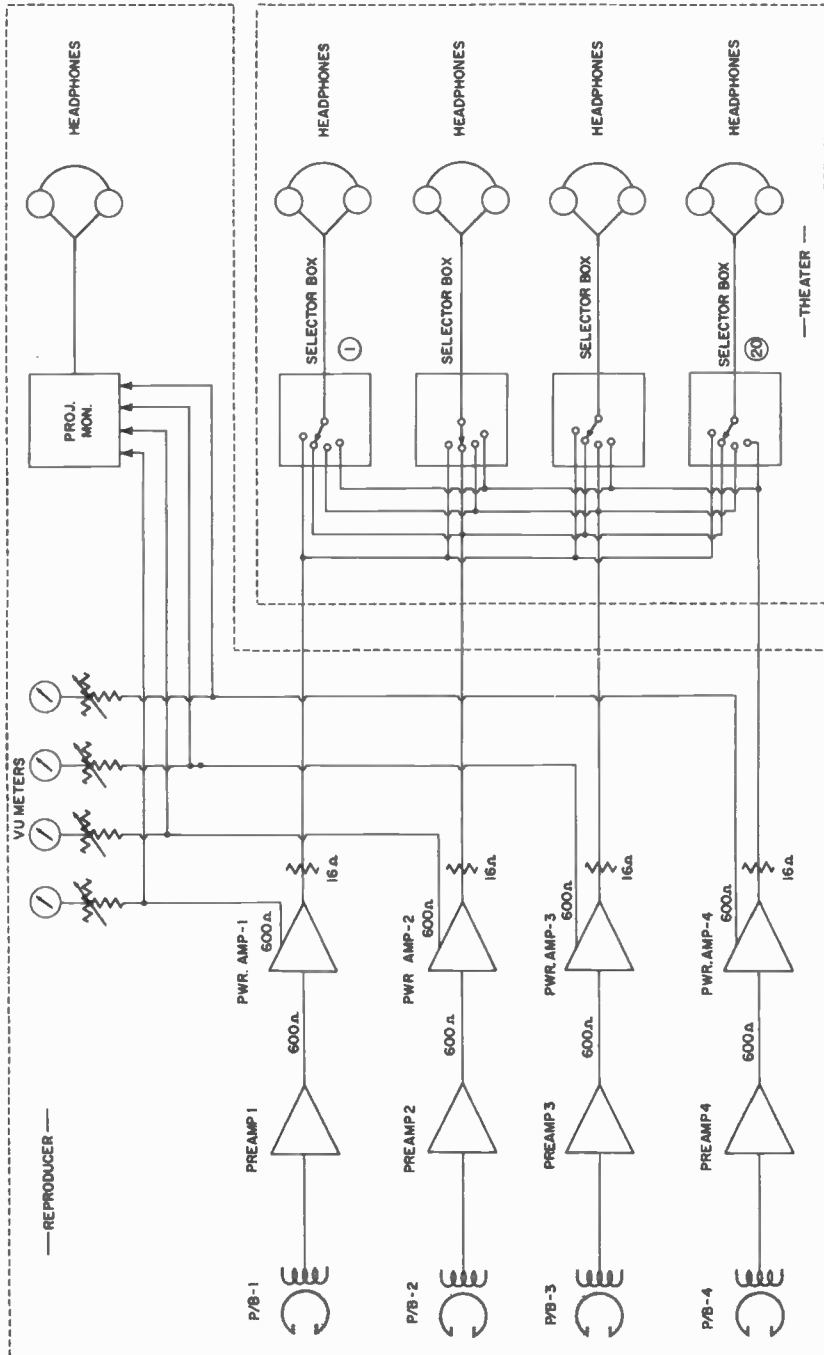 HEADPHONES
PROJ.
MON.
VU METERS
— REPRODUCER —
P/B-1
PREAMP 1
600Ω
PWR. AMP-1
600Ω
16Ω
SELECTOR BOX
1
HEADPHONES
P/B-2
PREAMP 2
600Ω
PWR AMP-2
600Ω
16Ω
SELECTOR BOX
HEADPHONES
P/B-3
PREAMP 3
600Ω
PWR. AMP-3
600Ω
16Ω
SELECTOR BOX
HEADPHONES
P/B-4
PREAMP 4
600Ω
PWR. AMP-4
600Ω
16Ω
SELECTOR BOX
20
HEADPHONES
— THEATER —